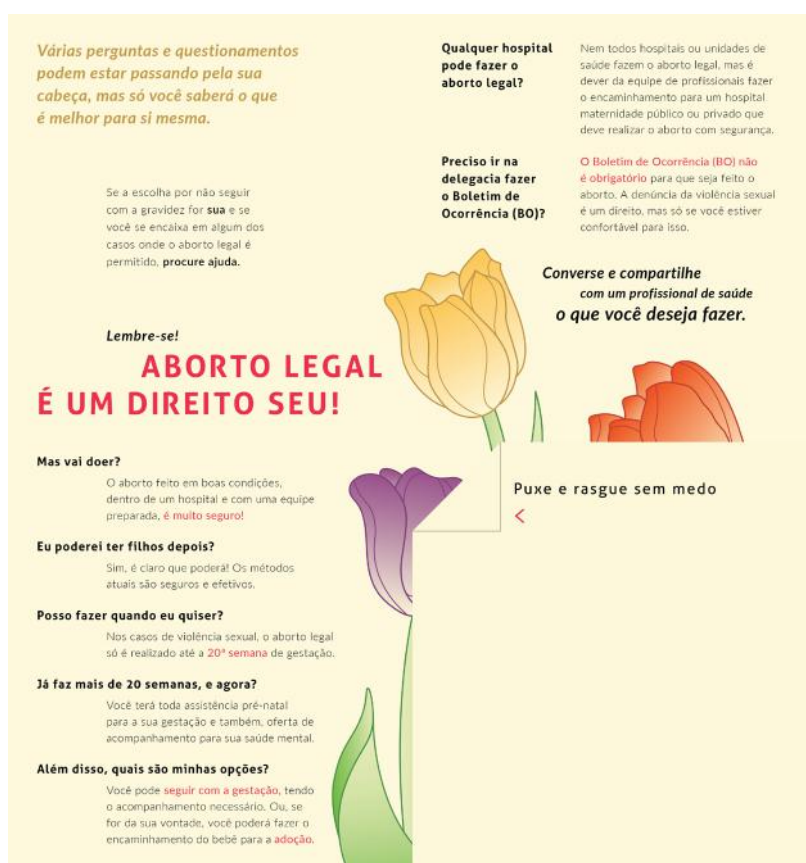 Várias perguntas e questionamentos
podem estar passando pela sua
cabeça, mas só você saberá o que
é melhor para si mesma.
Se a escolha por não seguir
com a gravidez for sua e se
você se encaixa em algum dos
casos onde o aborto legal é
permitido, procure ajuda.
Lembre-se!
ABORTO LEGAL
É UM DIREITO SEU!
Mas vai doer?
O aborto feito em boas condições,
dentro de um hospital e com uma equipe
preparada, é muito seguro!
Eu poderei ter filhos depois?
Sim, é claro que poderá! Os métodos
atuais são seguros e efetivos.
Posso fazer quando eu quiser?
Nos casos de violência sexual, o aborto legal
só é realizado até a 20ª semana de gestação.
Já faz mais de 20 semanas, e agora?
Você terá toda assistência pré-natal
para a sua gestação e também, oferta de
acompanhamento para sua saúde mental.
Além disso, quais são minhas opções?
Você pode seguir com a gestação, tendo
o acompanhamento necessário. Ou, se
for da sua vontade, você poderá fazer o
encaminhamento do bebê para a adoção.
Qualquer hospital
pode fazer o
aborto legal?
Nem todos hospitais ou unidades de
saúde fazem o aborto legal, mas é
dever da equipe de profissionais fazer
o encaminhamento para um hospital
maternidade público ou privado que
deve realizar o aborto com segurança.
Preciso ir na
delegacia fazer
o Boletim de
Ocorrência (BO)?
O Boletim de Ocorrência (BO) não
é obrigatório para que seja feito o
aborto. A denúncia da violência sexual
é um direito, mas só se você estiver
confortável para isso.
Converse e compartilhe
com um profissional de saúde
o que você deseja fazer.
Puxe e rasgue sem medo